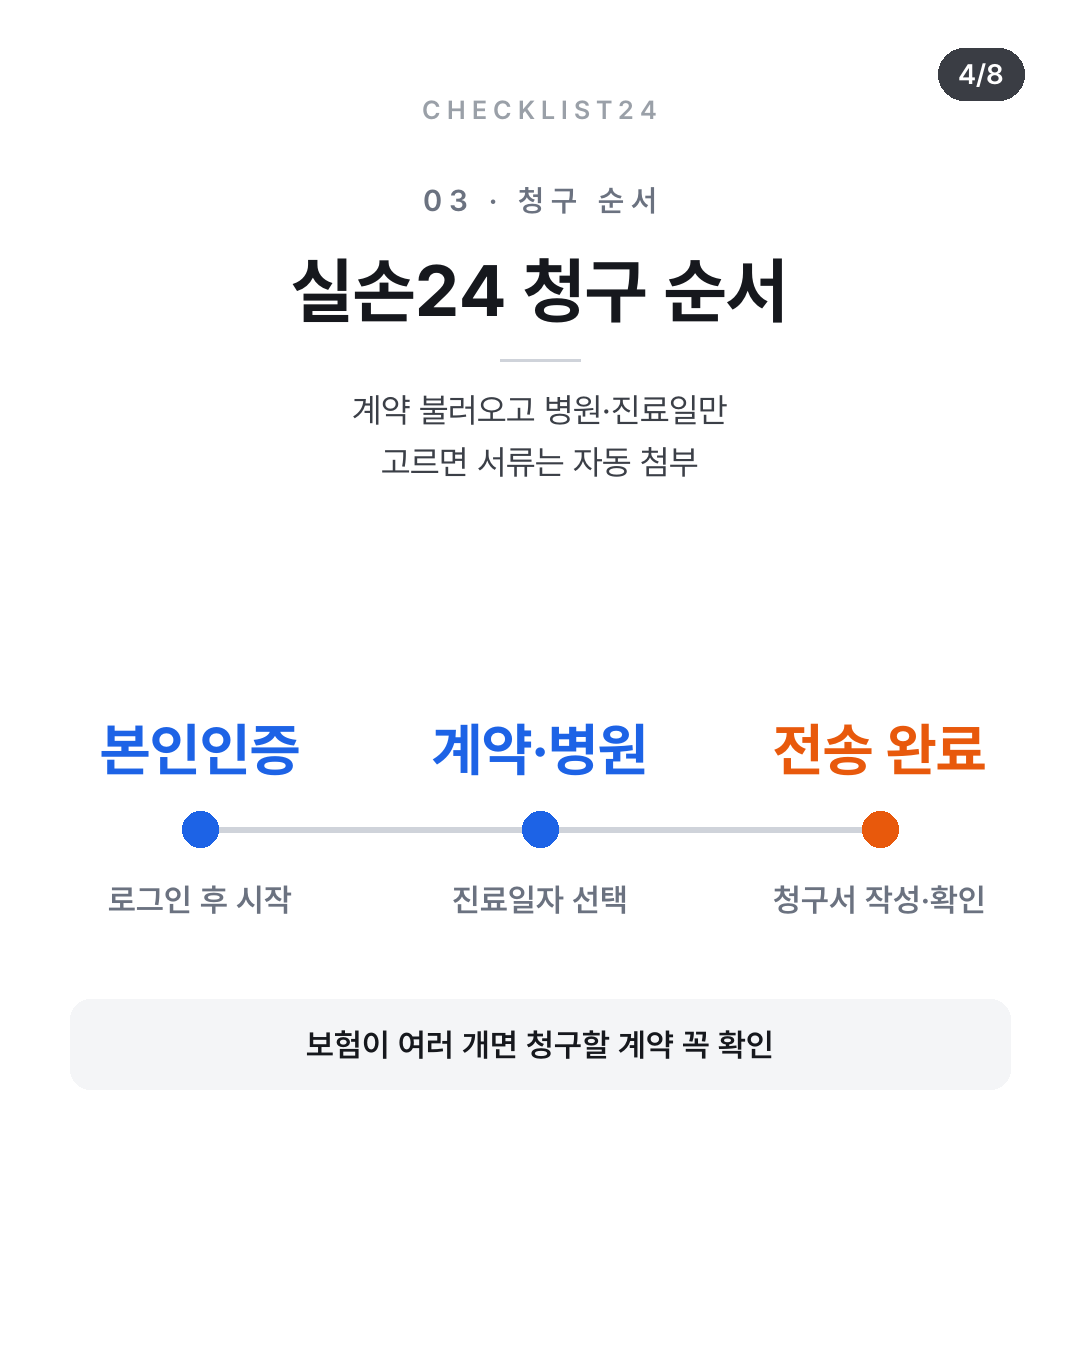 4/8
CHECKLIST24
03 · 청구 순서
실손24 청구 순서
계약 불러오고 병원·진료일만
고르면 서류는 자동 첨부
본인인증 계약·병원 전송 완료
로그인 후 시작 진료일자 선택 청구서 작성·확인
보험이 여러 개면 청구할 계약 꼭 확인